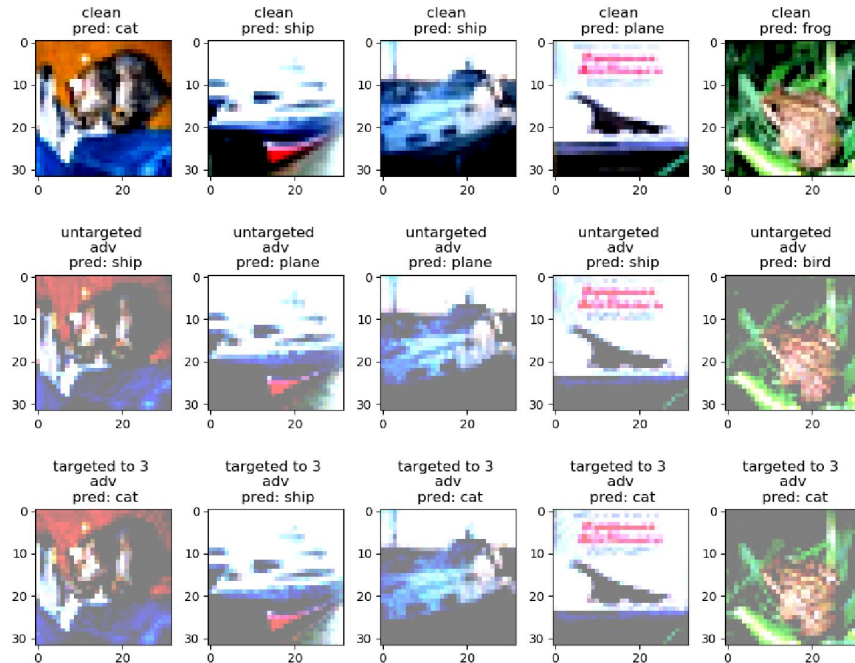 clean clean clean clean clean
pred: cat pred: ship pred: ship pred: plane pred: frog
0 0 0 0 0
10 10 10 10 10
20 20 20 20 20
30 30 30 30 30
0 20 0 20 0 20 0 20 0 20
untargeted untargeted untargeted untargeted untargeted
adv adv adv adv adv
pred: ship pred: plane pred: plane pred: ship pred: bird
0 0 0 0 0
10 10 10 10 10
20 20 20 20 20
30 30 30 30 30
0 20 0 20 0 20 0 20 0 20
targeted to 3 targeted to 3 targeted to 3 targeted to 3 targeted to 3
adv adv adv adv adv
pred: cat pred: ship pred: cat pred: cat pred: cat
0 0 0 0 0
10 10 10 10 10
20 20 20 20 20
30 30 30 30 30
0 20 0 20 0 20 0 20 0 20